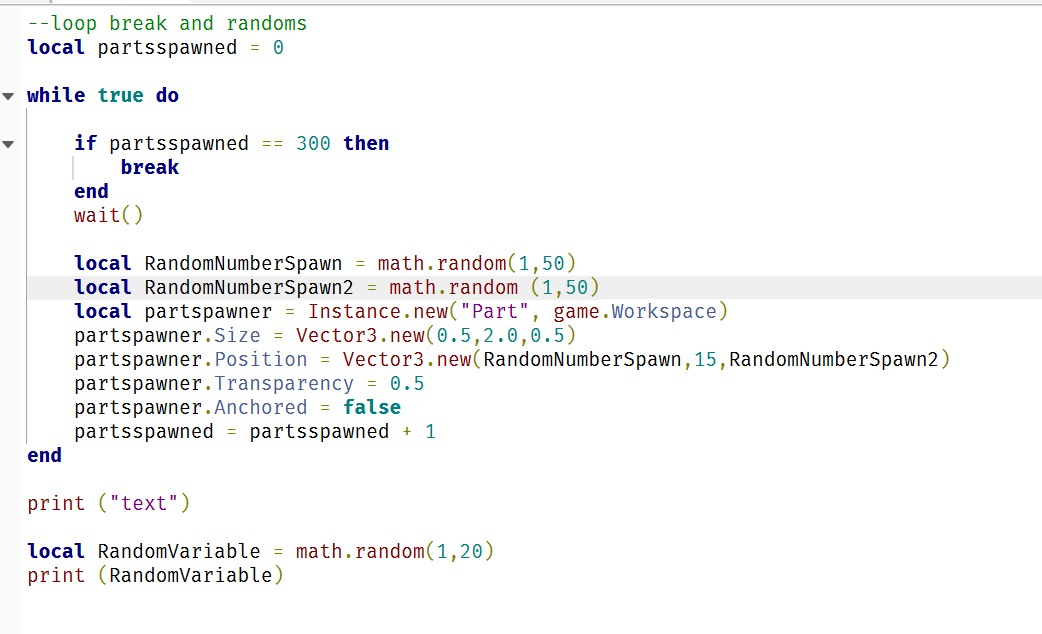 --loop break and randoms
local partsspawned = 0
while true do
if partsspawned == 300 then
break
end
wait()
local RandomNumberSpawn = math.random(1,50)
local RandomNumberSpawn2 = math.random (1,50)
local partspawner = Instance.new("Part", game.Workspace)
partspawner.Size = Vector3.new(0.5,2.0,0.5)
partspawner.Position = Vector3.new(RandomNumberSpawn,15,RandomNumberSpawn2)
partspawner.Transparency = 0.5
partspawner.Anchored = false
partsspawned = partsspawned + 1
end
print ("text")
local RandomVariable = math.random(1,20)
print (RandomVariable)